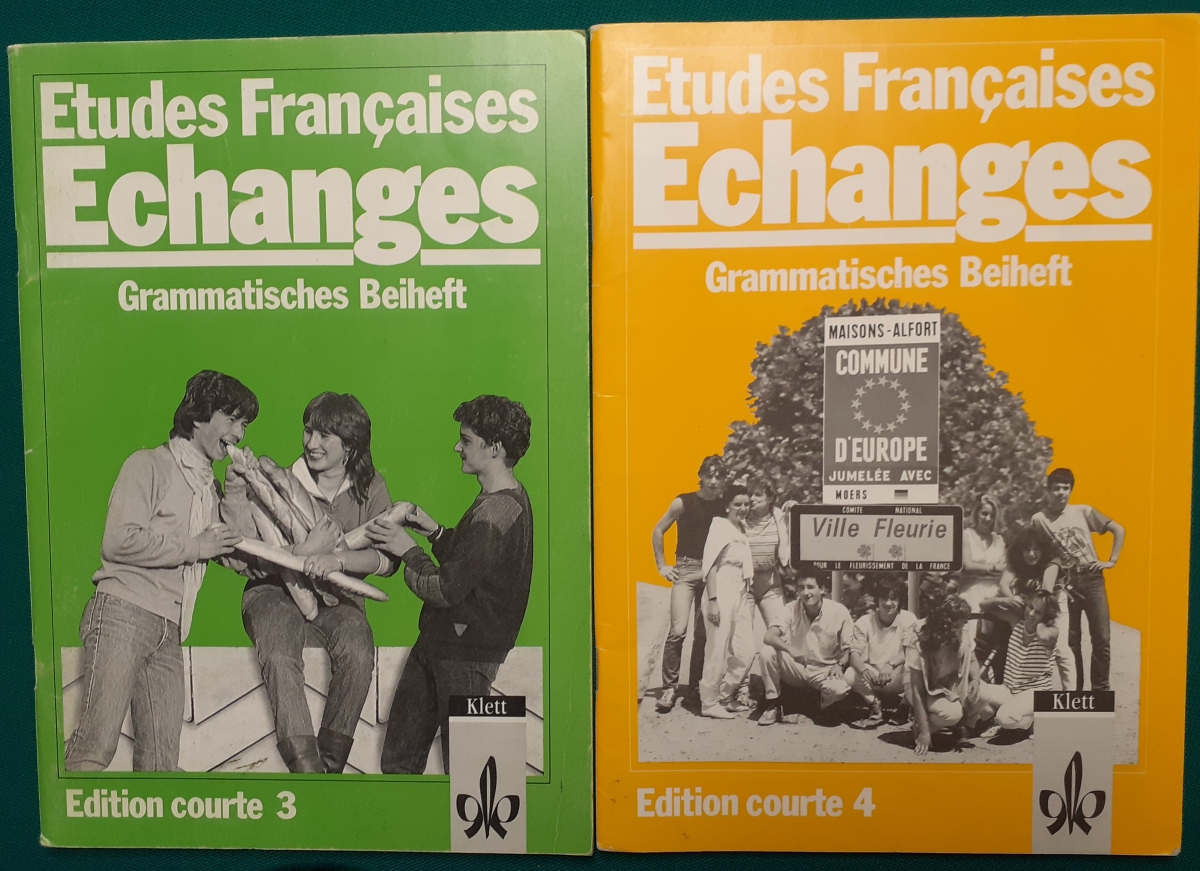 Etudes Françaises
Echanges
Grammatisches Beiheft
Klett
Edition courte 3
Etudes Françaises
Echanges
Grammatisches Beiheft
MAISONS-ALFORT
COMMUNE
D'EUROPE
JUMELÉE AVEC
MOERS
COMITE NATIONAL
Ville Fleurie
POUR LE FLEURISSEMENT DE LA FRANCE
Klett
Edition courte 4